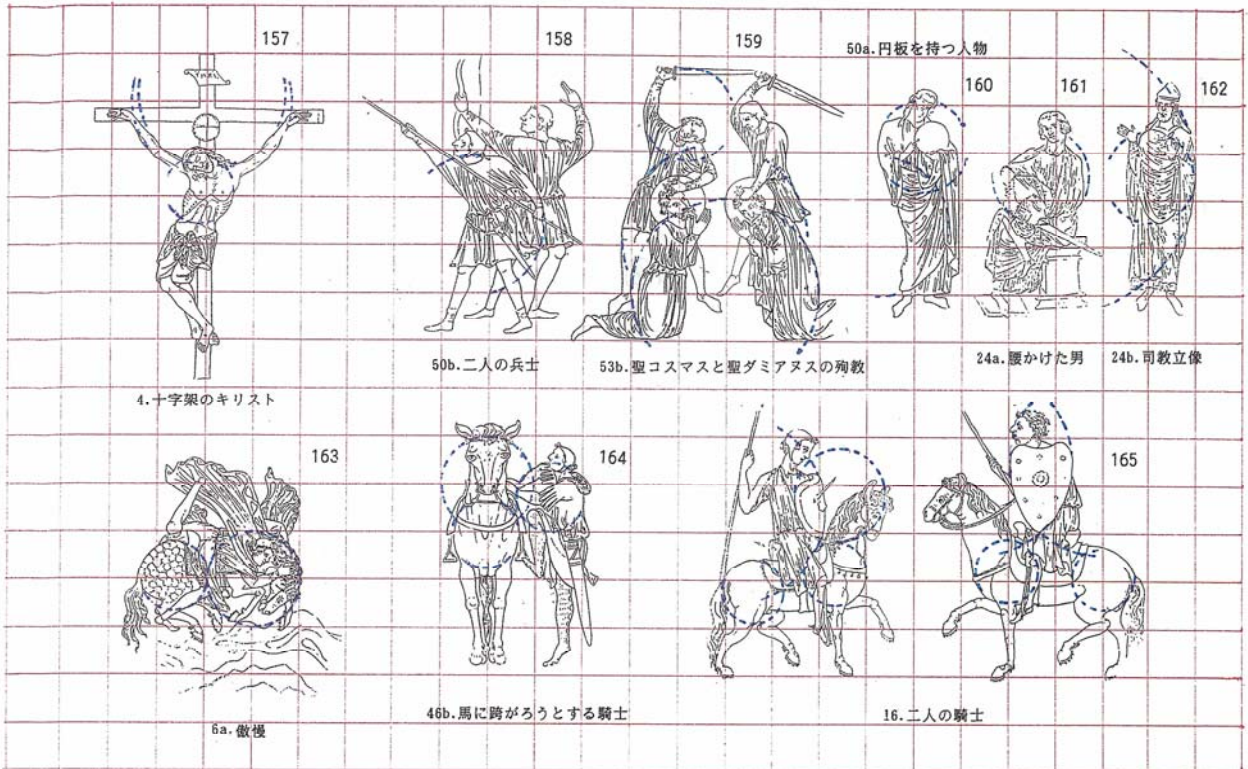 157
158
159
50a.円板を持つ人物
160
161
162
50b.二人の兵士
53b.聖コスマスと聖ダミアヌスの殉教
24a.腰かけた男
24b.司教立像
4.十字架のキリスト
163
164
165
6a.傲慢
46b.馬に跨がろうとする騎士
16.二人の騎士